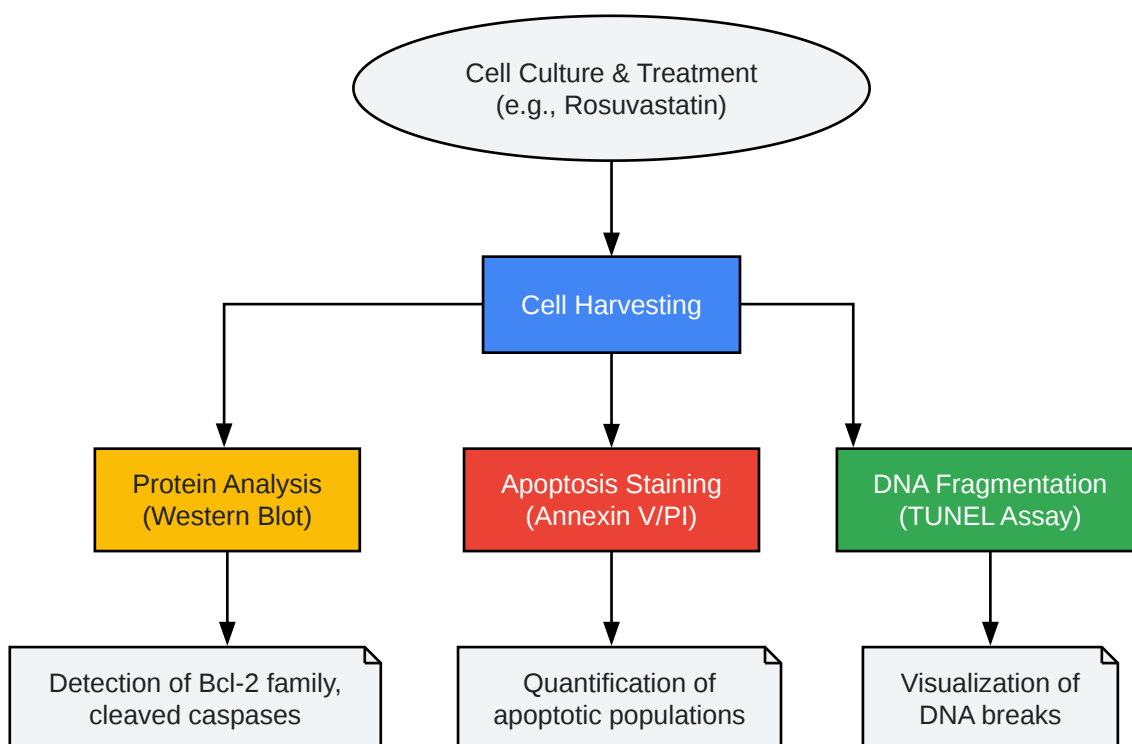 Cell Culture & Treatment
(e.g., Rosuvastatin)
Cell Harvesting
Protein Analysis
(Western Blot)
Apoptosis Staining
(Annexin V/PI)
DNA Fragmentation
(TUNEL Assay)
Detection of Bcl-2 family,
cleaved caspases
Quantification of
apoptotic populations
Visualization of
DNA breaks